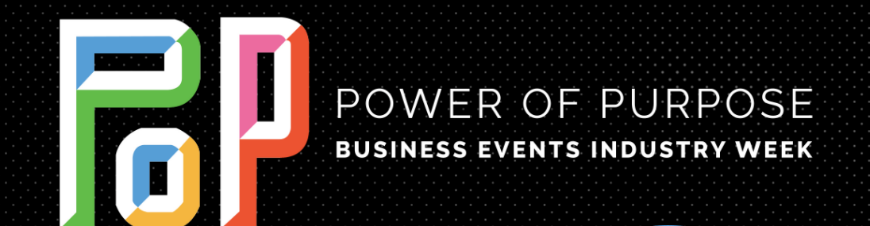 PoP
POWER OF PURPOSE
BUSINESS EVENTS INDUSTRY WEEK